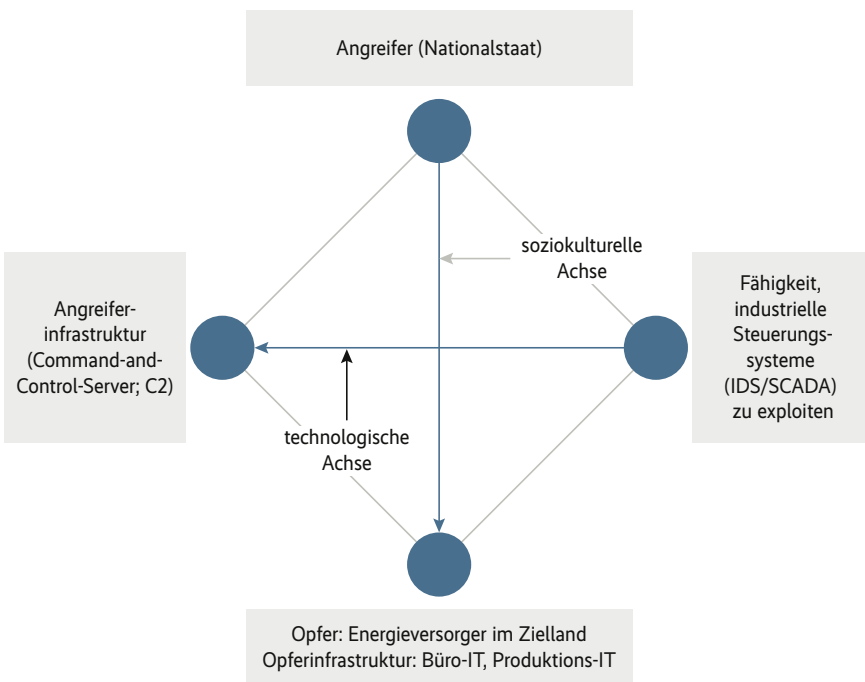 Angreifer (Nationalstaat)
soziokulturelle
Achse
Angreifer-
infrastruktur
(Command-and-
Control-Server; C2)
Fähigkeit,
industrielle
Steuerungs-
systeme
(IDS/SCADA)
zu exploiten
technologische
Achse
Opfer: Energieversorger im Zielland
Opferinfrastruktur: Büro-IT, Produktions-IT